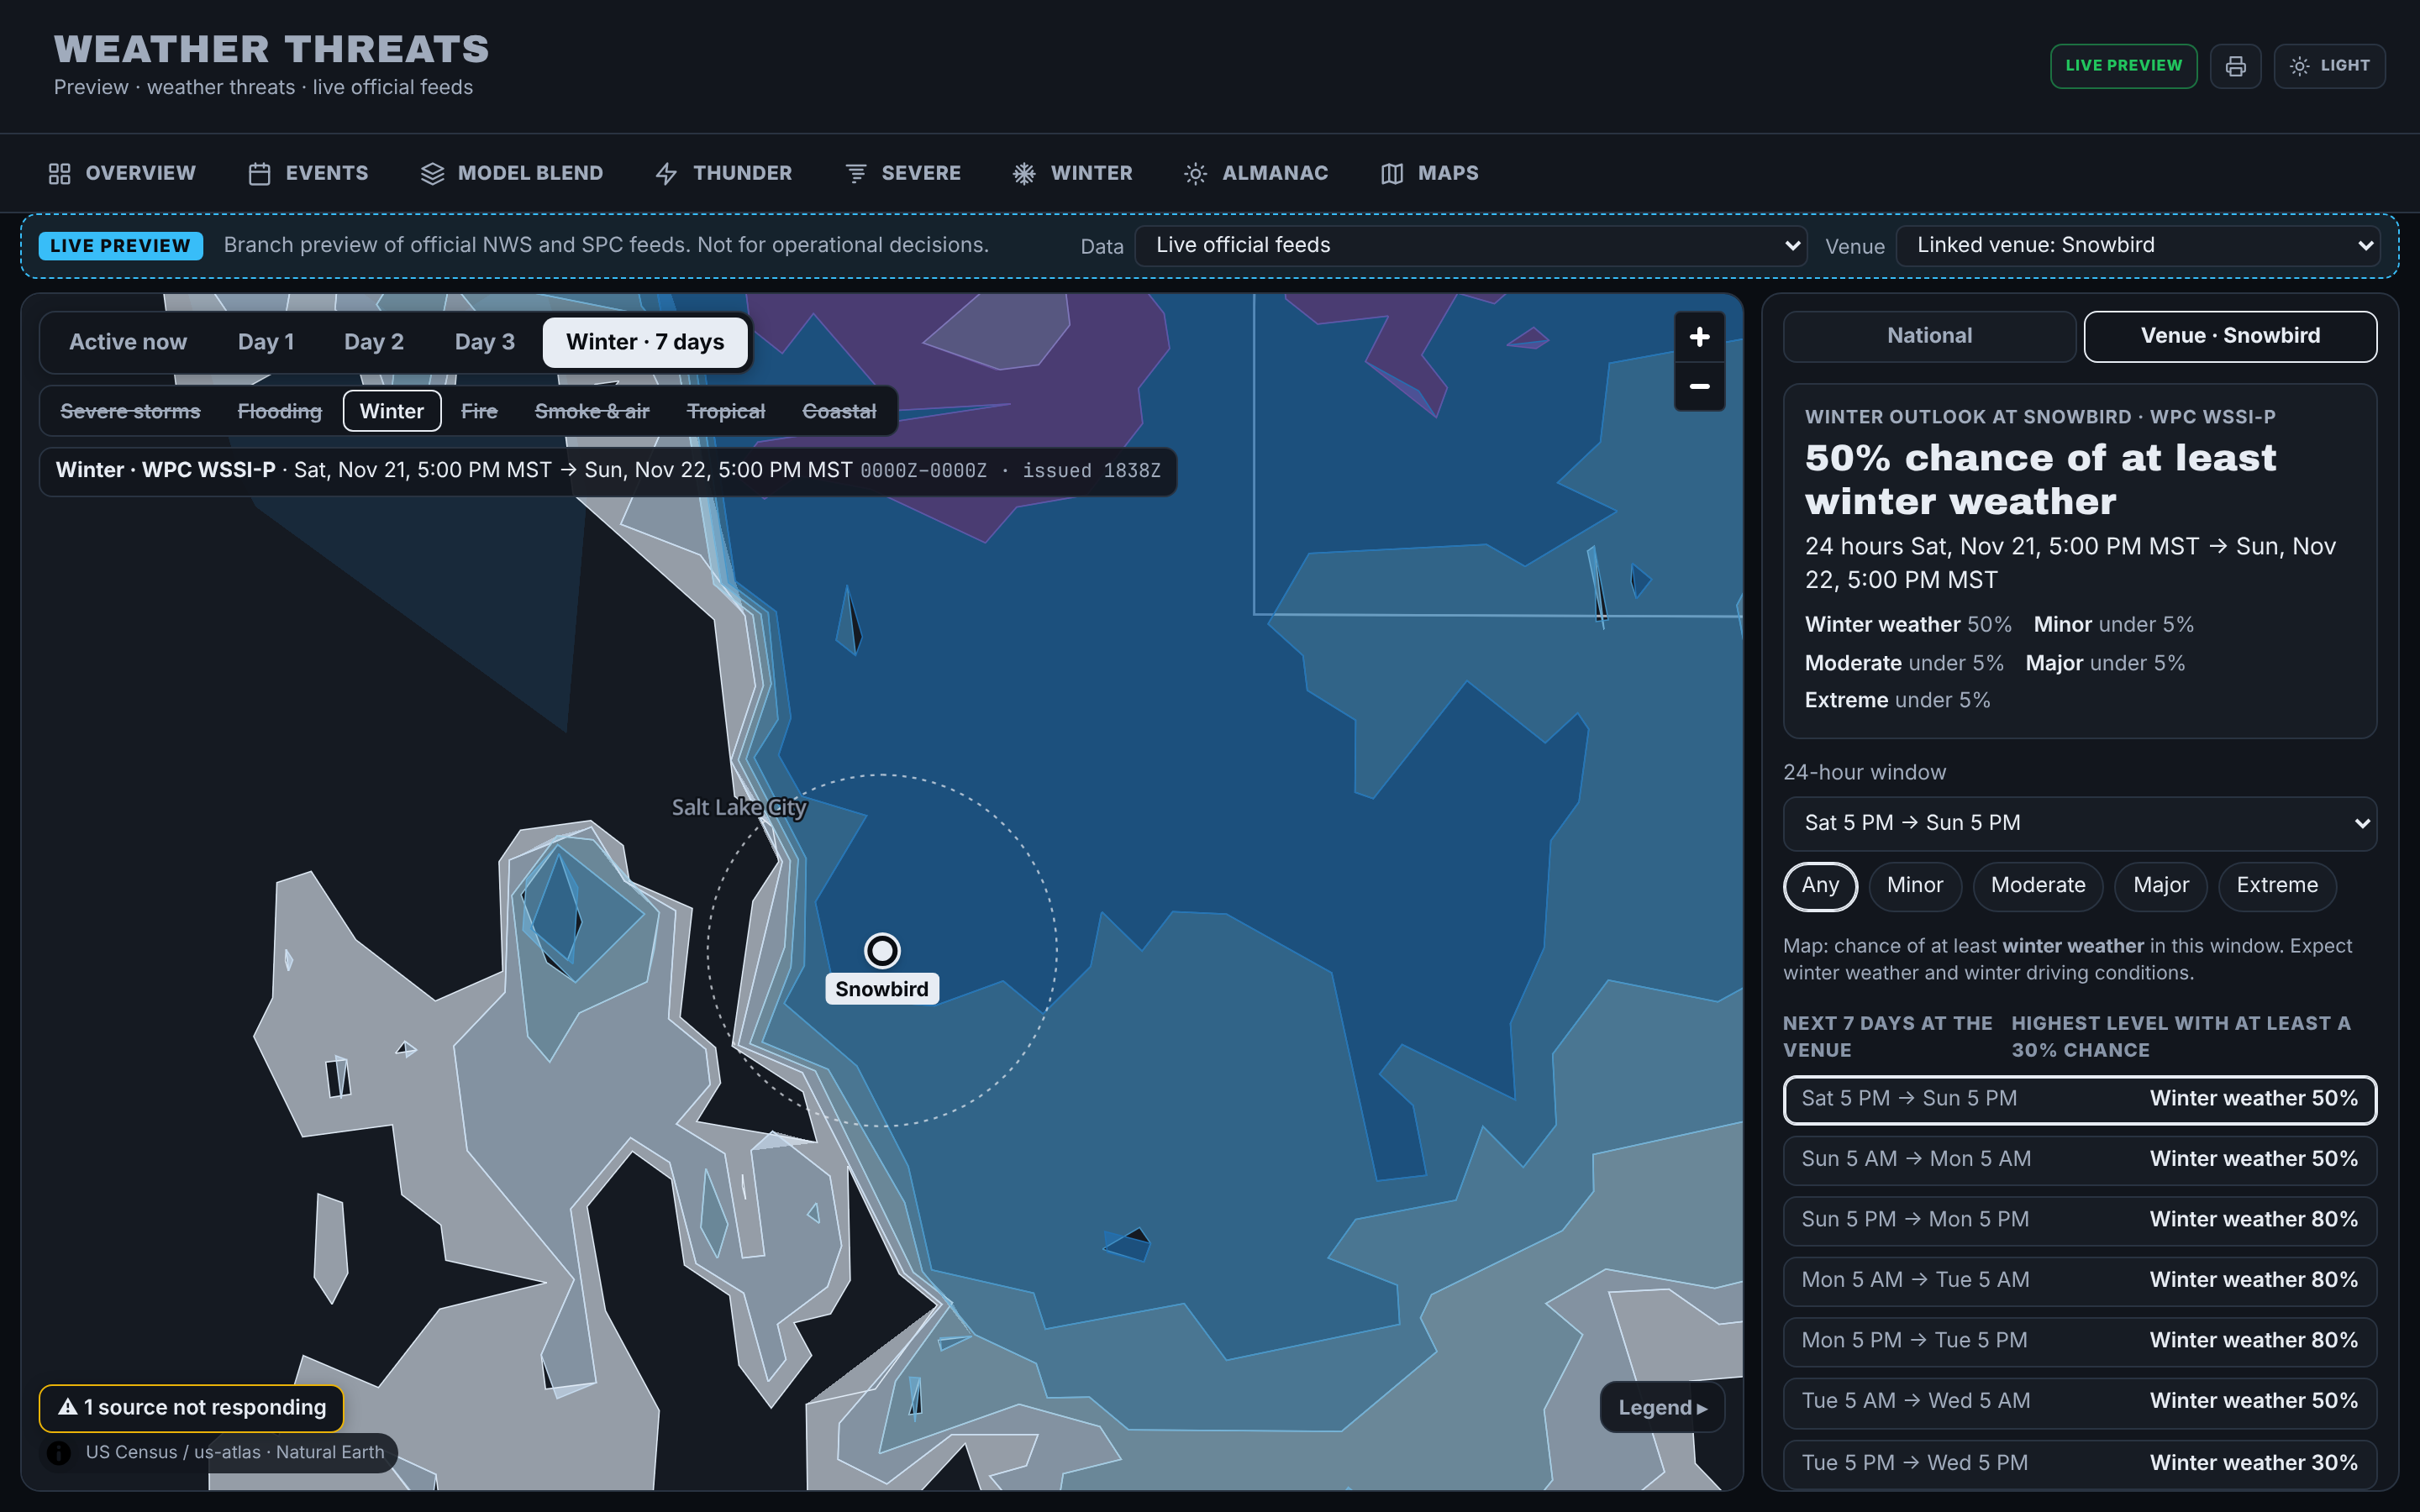 WEATHER THREATS
Preview · weather threats · live official feeds
LIVE PREVIEW
LIGHT
OVERVIEW
EVENTS
MODEL BLEND
THUNDER
SEVERE
WINTER
ALMANAC
MAPS
LIVE PREVIEW
Branch preview of official NWS and SPC feeds. Not for operational decisions.
Data
Live official feeds
Venue
Linked venue: Snowbird
Active now
Day 1
Day 2
Day 3
Winter · 7 days
Severe storms
Flooding
Winter
Fire
Smoke & air
Tropical
Coastal
Winter · WPC WSSI-P · Sat, Nov 21, 5:00 PM MST → Sun, Nov 22, 5:00 PM MST 0000Z–0000Z · issued 1838Z
+
−
Salt Lake City
Snowbird
⚠ 1 source not responding
US Census / us-atlas · Natural Earth
Legend ▸
National
Venue · Snowbird
WINTER OUTLOOK AT SNOWBIRD · WPC WSSI-P
50% chance of at least
winter weather
24 hours Sat, Nov 21, 5:00 PM MST → Sun, Nov
22, 5:00 PM MST
Winter weather 50% Minor under 5%
Moderate under 5% Major under 5%
Extreme under 5%
24-hour window
Sat 5 PM → Sun 5 PM
Any
Minor
Moderate
Major
Extreme
Map: chance of at least winter weather in this window. Expect
winter weather and winter driving conditions.
NEXT 7 DAYS AT THE
VENUE
HIGHEST LEVEL WITH AT LEAST A
30% CHANCE
Sat 5 PM → Sun 5 PM Winter weather 50%
Sun 5 AM → Mon 5 AM Winter weather 50%
Sun 5 PM → Mon 5 PM Winter weather 80%
Mon 5 AM → Tue 5 AM Winter weather 80%
Mon 5 PM → Tue 5 PM Winter weather 80%
Tue 5 AM → Wed 5 AM Winter weather 50%
Tue 5 PM → Wed 5 PM Winter weather 30%